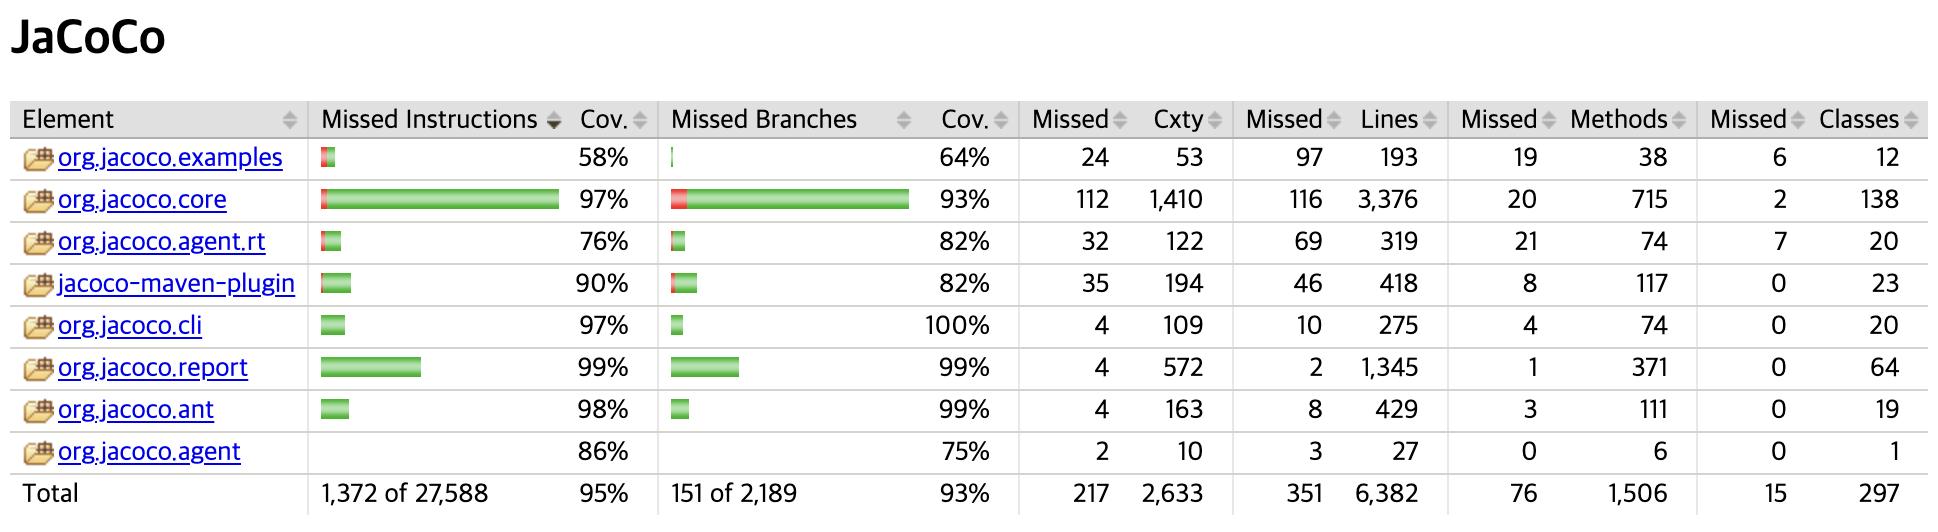 JaCoCo
Element Missed Instructions Cov. Missed Branches Cov. Missed Cxty Missed Lines Missed Methods Missed Classes
org.jacoco.examples 58% 64% 24 53 97 193 19 38 6 12
org.jacoco.core 97% 93% 112 1,410 116 3,376 20 715 2 138
org.jacoco.agent.rt 76% 82% 32 122 69 319 21 74 7 20
jacoco-maven-plugin 90% 82% 35 194 46 418 8 117 0 23
org.jacoco.cli 97% 100% 4 109 10 275 4 74 0 20
org.jacoco.report 99% 99% 4 572 2 1,345 1 371 0 64
org.jacoco.ant 98% 99% 4 163 8 429 3 111 0 19
org.jacoco.agent 86% 75% 2 10 3 27 0 6 0 1
Total 1,372 of 27,588 95% 151 of 2,189 93% 217 2,633 351 6,382 76 1,506 15 297